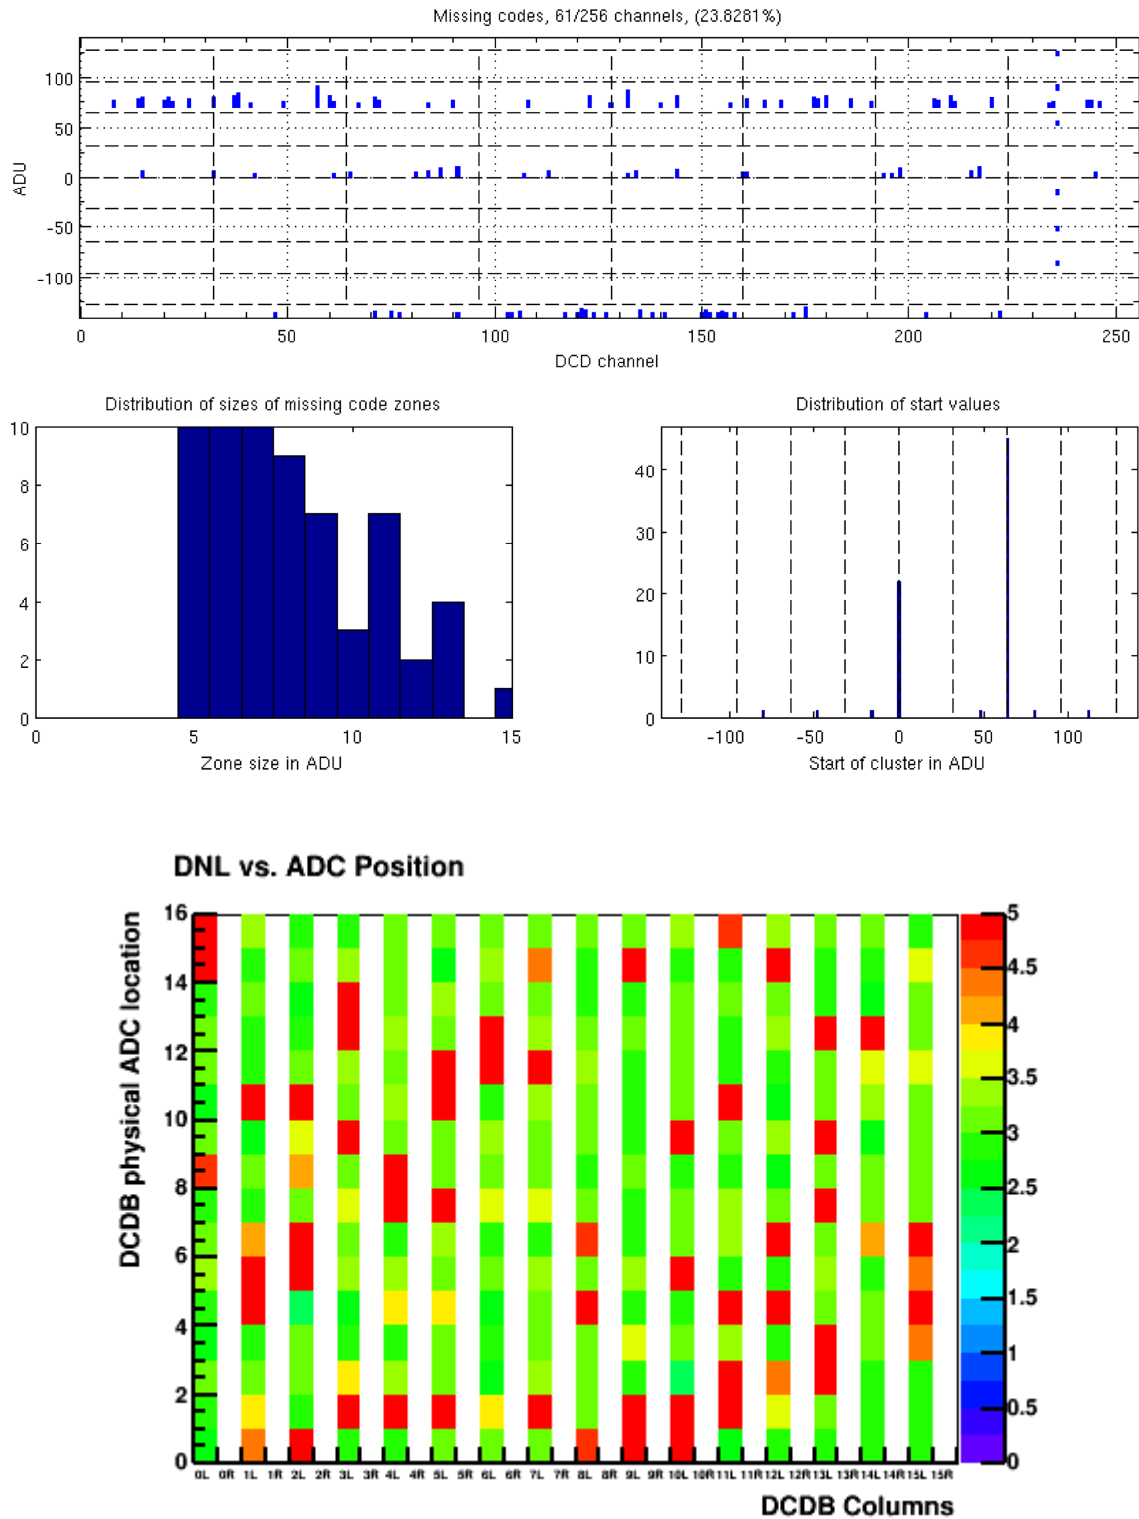 Missing codes, 61/256 channels, (23.8281%)
100
50
0
-50
-100
ADU
0 50 100 150 200 250
DCD channel
Distribution of sizes of missing code zones
10
8
6
4
2
0
0 5 10 15
Zone size in ADU
Distribution of start values
40
30
20
10
0
-100 -50 0 50 100
Start of cluster in ADU
DNL vs. ADC Position
DCDB physical ADC location
16
14
12
10
8
6
4
2
0
5
4.5
4
3.5
3
2.5
2
1.5
1
0.5
0
0L 0R 1L 1R 2L 2R 3L 3R 4L 4R 5L 5R 6L 6R 7L 7R 8L 8R 9L 9R 10L 10R 11L 11R 12L 12R 13L 13R 14L 14R 15L 15R
DCDB Columns